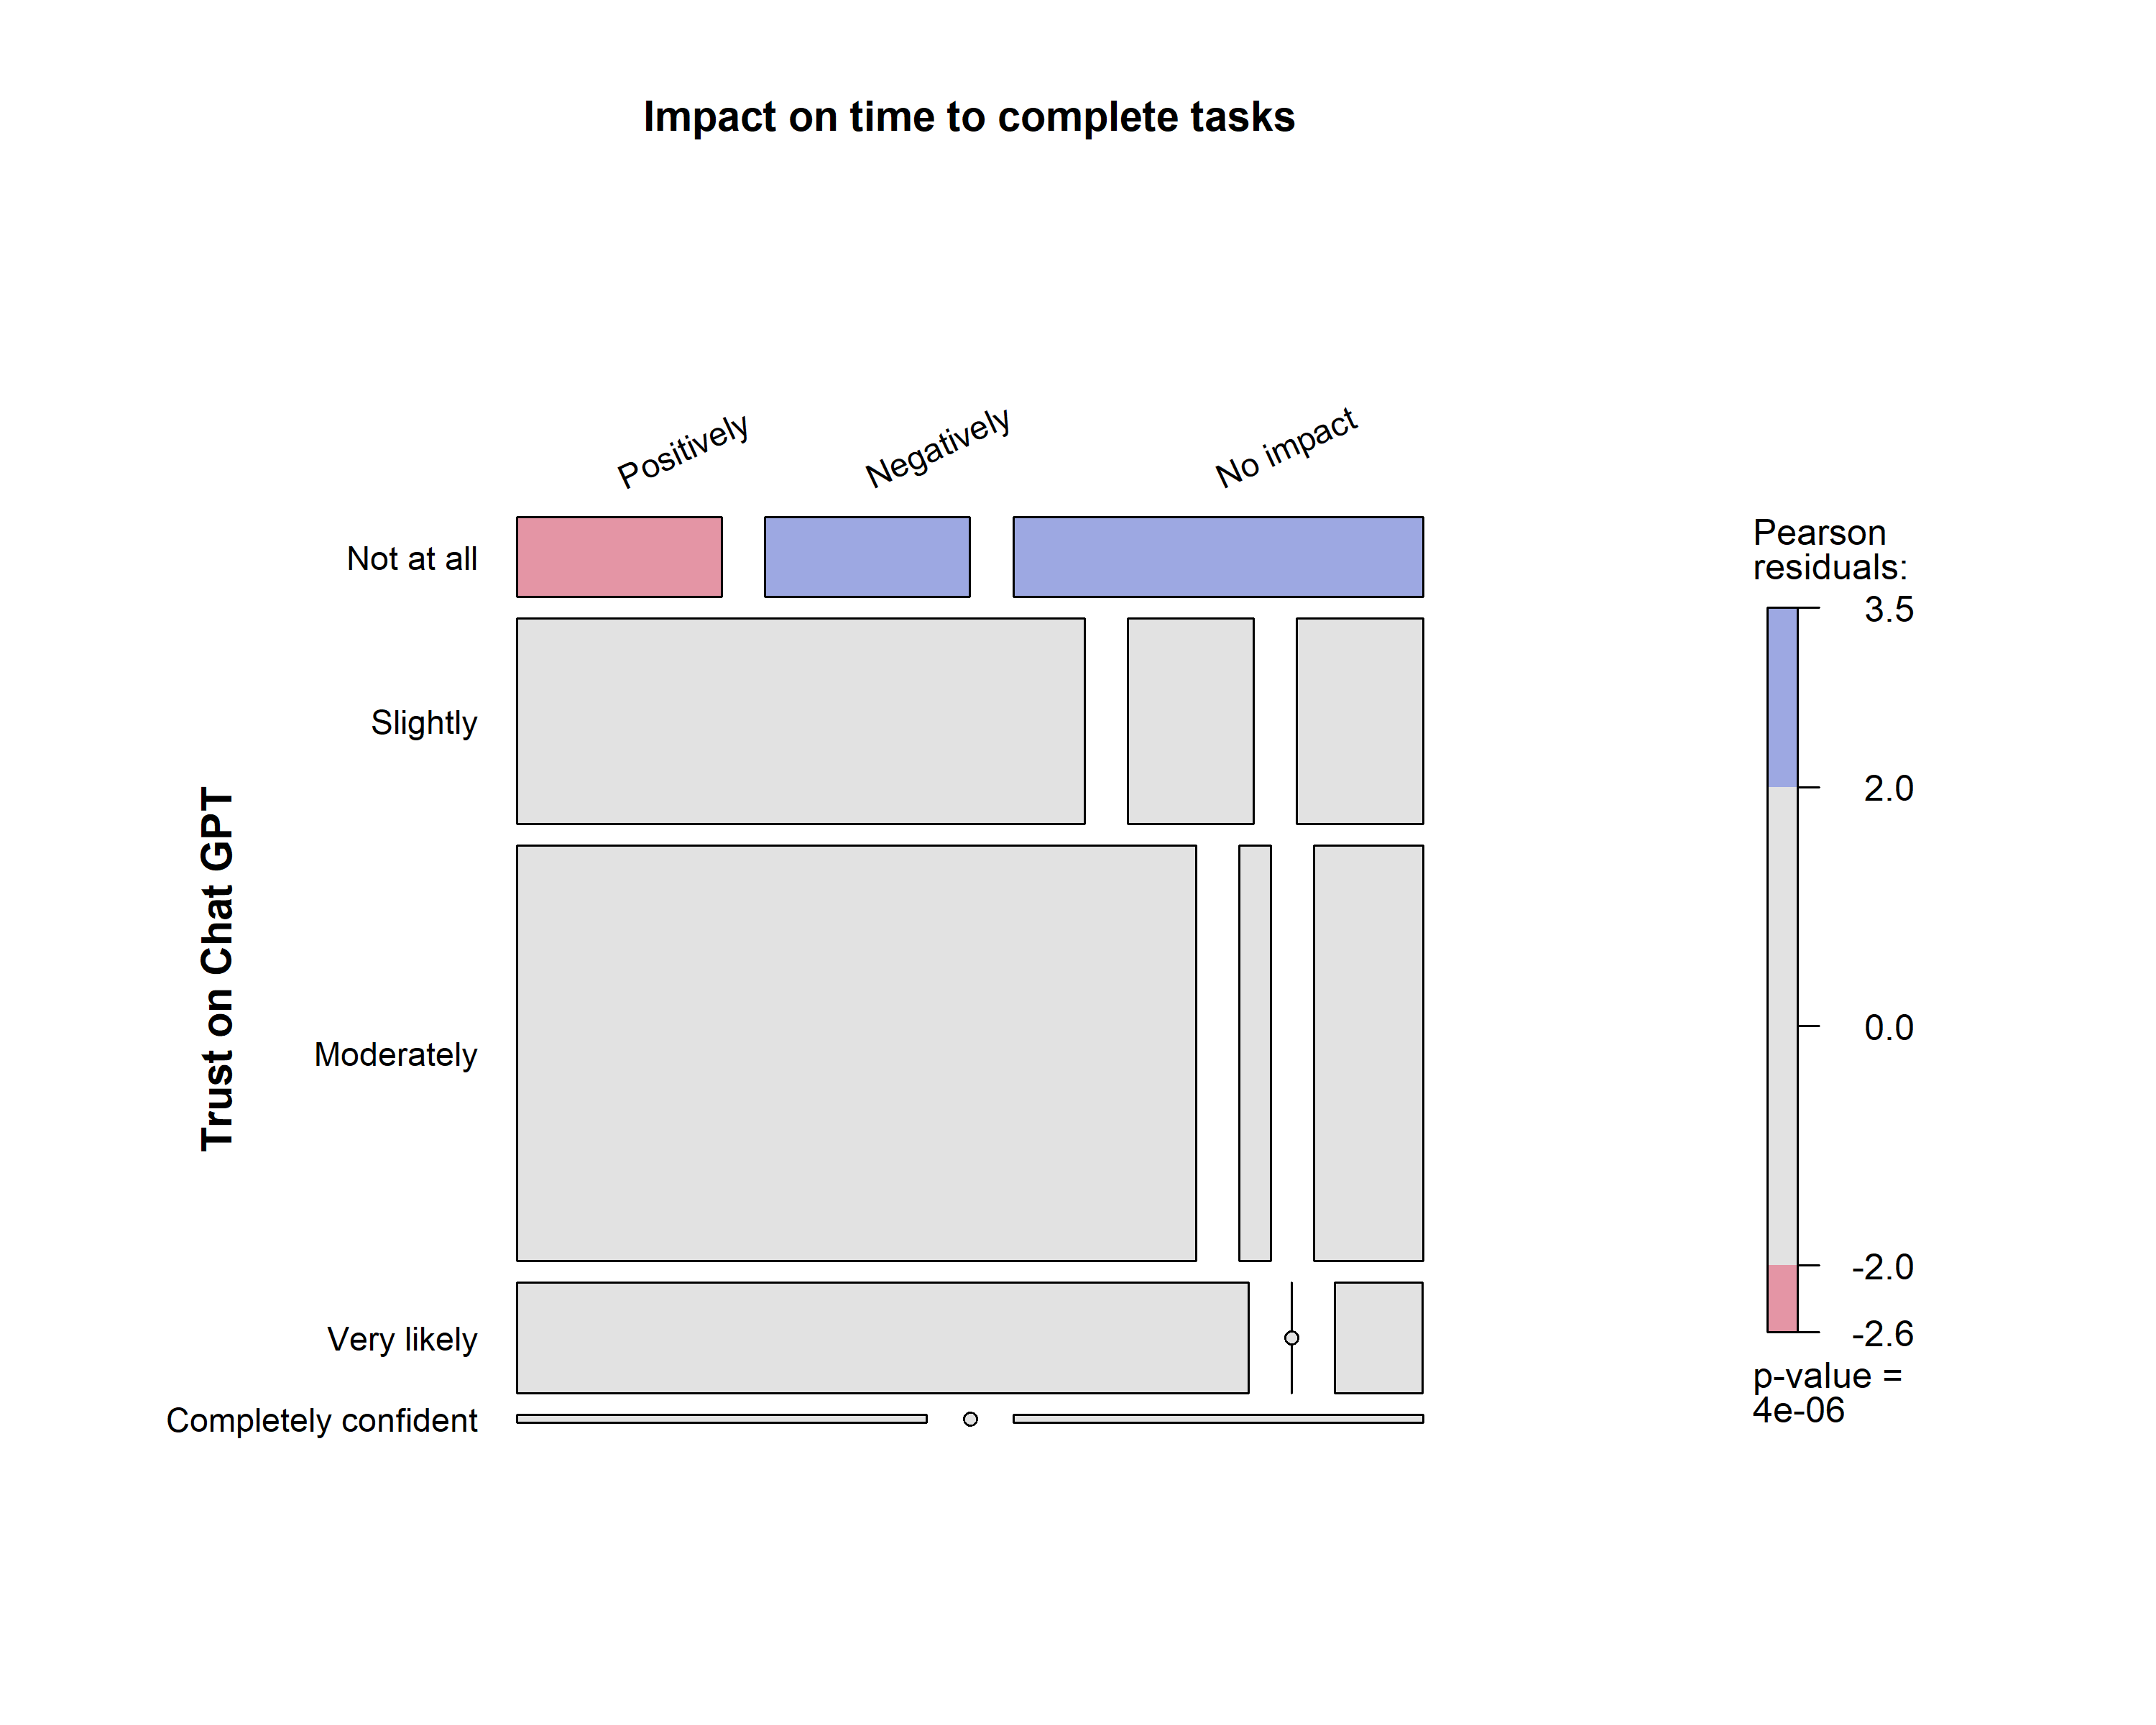 Impact on time to complete tasks
Positively
Negatively
No impact
Trust on Chat GPT
Not at all
Slightly
Moderately
Very likely
Completely confident
Pearson
residuals:
3.5
2.0
0.0
-2.0
-2.6
p-value =
4e-06